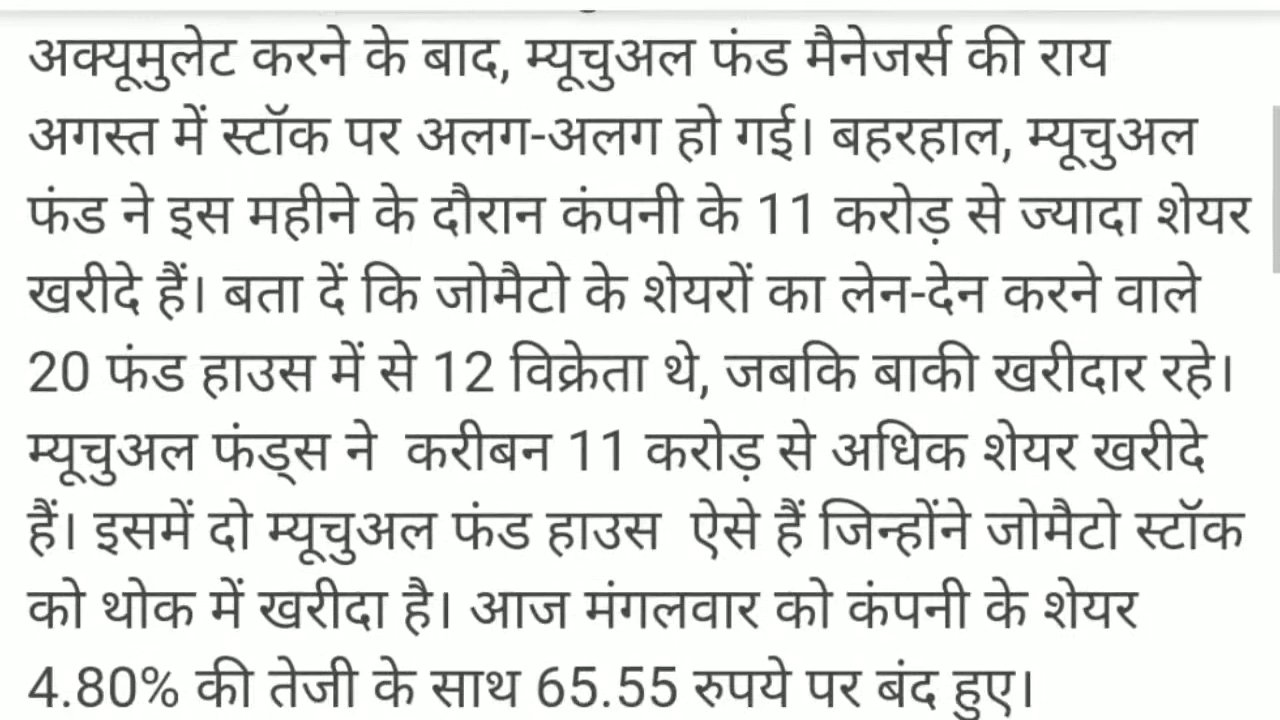 अक्यूमुलेट करने के बाद, म्यूचुअल फंड मैनेजर्स की राय
अगस्त में स्टॉक पर अलग-अलग हो गई। बहरहाल, म्यूचुअल
फंड ने इस महीने के दौरान कंपनी के 11 करोड़ से ज्यादा शेयर
खरीदे हैं। बता दें कि जोमैटो के शेयरों का लेन-देन करने वाले
20 फंड हाउस में से 12 विक्रेता थे, जबकि बाकी खरीदार रहे।
म्यूचुअल फंड्स ने  करीबन 11 करोड़ से अधिक शेयर खरीदे
हैं। इसमें दो म्यूचुअल फंड हाउस  ऐसे हैं जिन्होंने जोमैटो स्टॉक
को थोक में खरीदा है। आज मंगलवार को कंपनी के शेयर
4.80% की तेजी के साथ 65.55 रुपये पर बंद हुए।